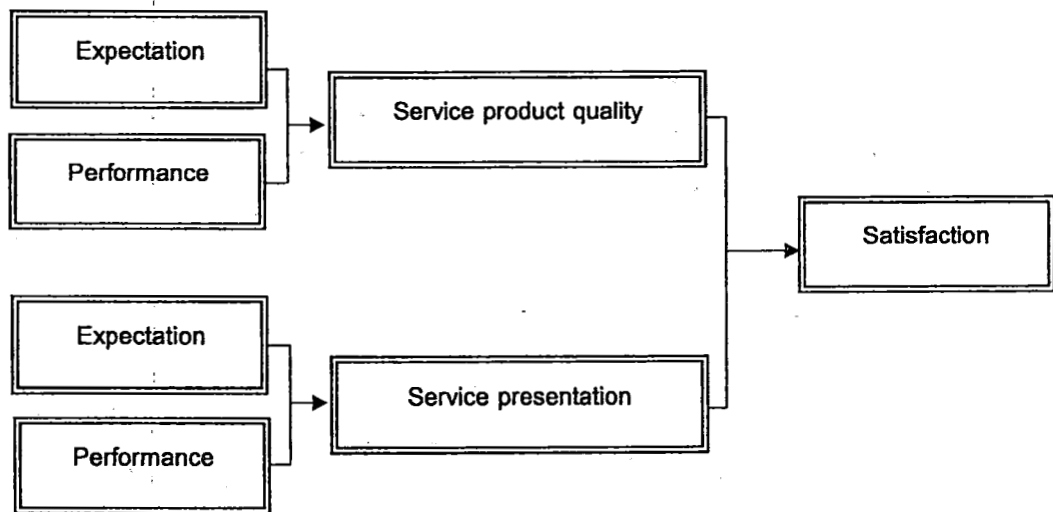 Expectation
Service product quality
Performance
Satisfaction
Expectation
Service presentation
Performance